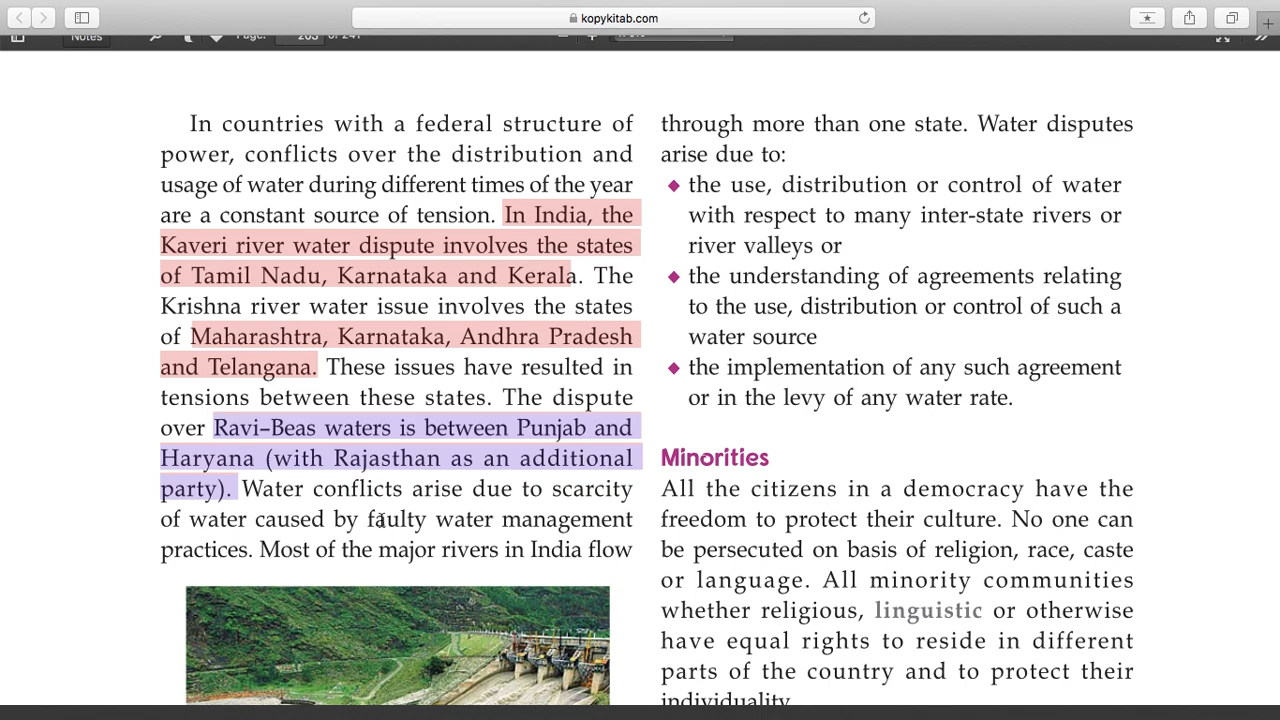 kopykitab.com
Notes
Page:
of 241
In countries with a federal structure of
power, conflicts over the distribution and
usage of water during different times of the year
are a constant source of tension. In India, the
Kaveri river water dispute involves the states
of Tamil Nadu, Karnataka and Kerala. The
Krishna river water issue involves the states
of Maharashtra, Karnataka, Andhra Pradesh
and Telangana. These issues have resulted in
tensions between these states. The dispute
over Ravi–Beas waters is between Punjab and
Haryana (with Rajasthan as an additional
party). Water conflicts arise due to scarcity
of water caused by faulty water management
practices. Most of the major rivers in India flow
through more than one state. Water disputes
arise due to:
◆ the use, distribution or control of water
with respect to many inter-state rivers or
river valleys or
◆ the understanding of agreements relating
to the use, distribution or control of such a
water source
◆ the implementation of any such agreement
or in the levy of any water rate.
Minorities
All the citizens in a democracy have the
freedom to protect their culture. No one can
be persecuted on basis of religion, race, caste
or language. All minority communities
whether religious, linguistic or otherwise
have equal rights to reside in different
parts of the country and to protect their
individuality.